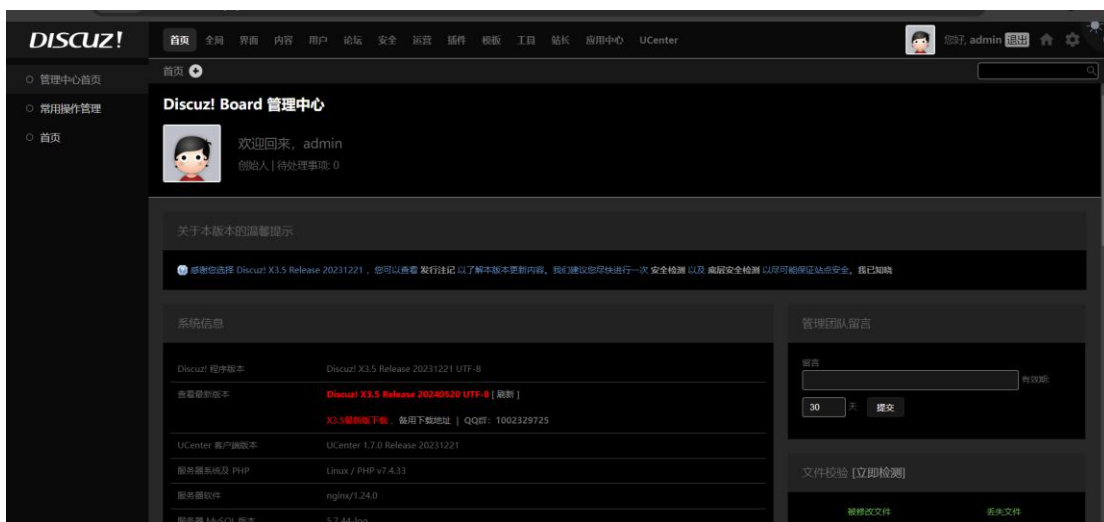 DISCUZ!
首页 全局 界面 内容 用户 论坛 安全 运营 插件 模板 工具 站长 应用中心 UCenter
您好, admin 退出
管理中心首页
常用操作管理
首页
首页
Discuz! Board 管理中心
欢迎回来, admin
创始人 | 待处理事项: 0
关于本版本的温馨提示
感谢您选择 Discuz! X3.5 Release 20231221 ，您可以查看 发行注记 以了解本版本更新内容，我们建议您尽快进行一次 安全检测 以及 底层安全检测 以尽可能保证站点安全。我已知晓
系统信息
Discuz! 程序版本 Discuz! X3.5 Release 20231221 UTF-8
查看最新版本 Discuz! X3.5 Release 20240520 UTF-8 [ 刷新 ]
X3.5最新版下载 、备用下载地址 | QQ群：1002329725
UCenter 客户端版本 UCenter 1.7.0 Release 20231221
服务器系统及 PHP Linux / PHP v7.4.33
服务器软件 nginx/1.24.0
服务器 MySQL 版本 5.7.44-log
管理团队留言
留言
有效期:
30 天 提交
文件校验 [立即检测]
被修改文件 丢失文件